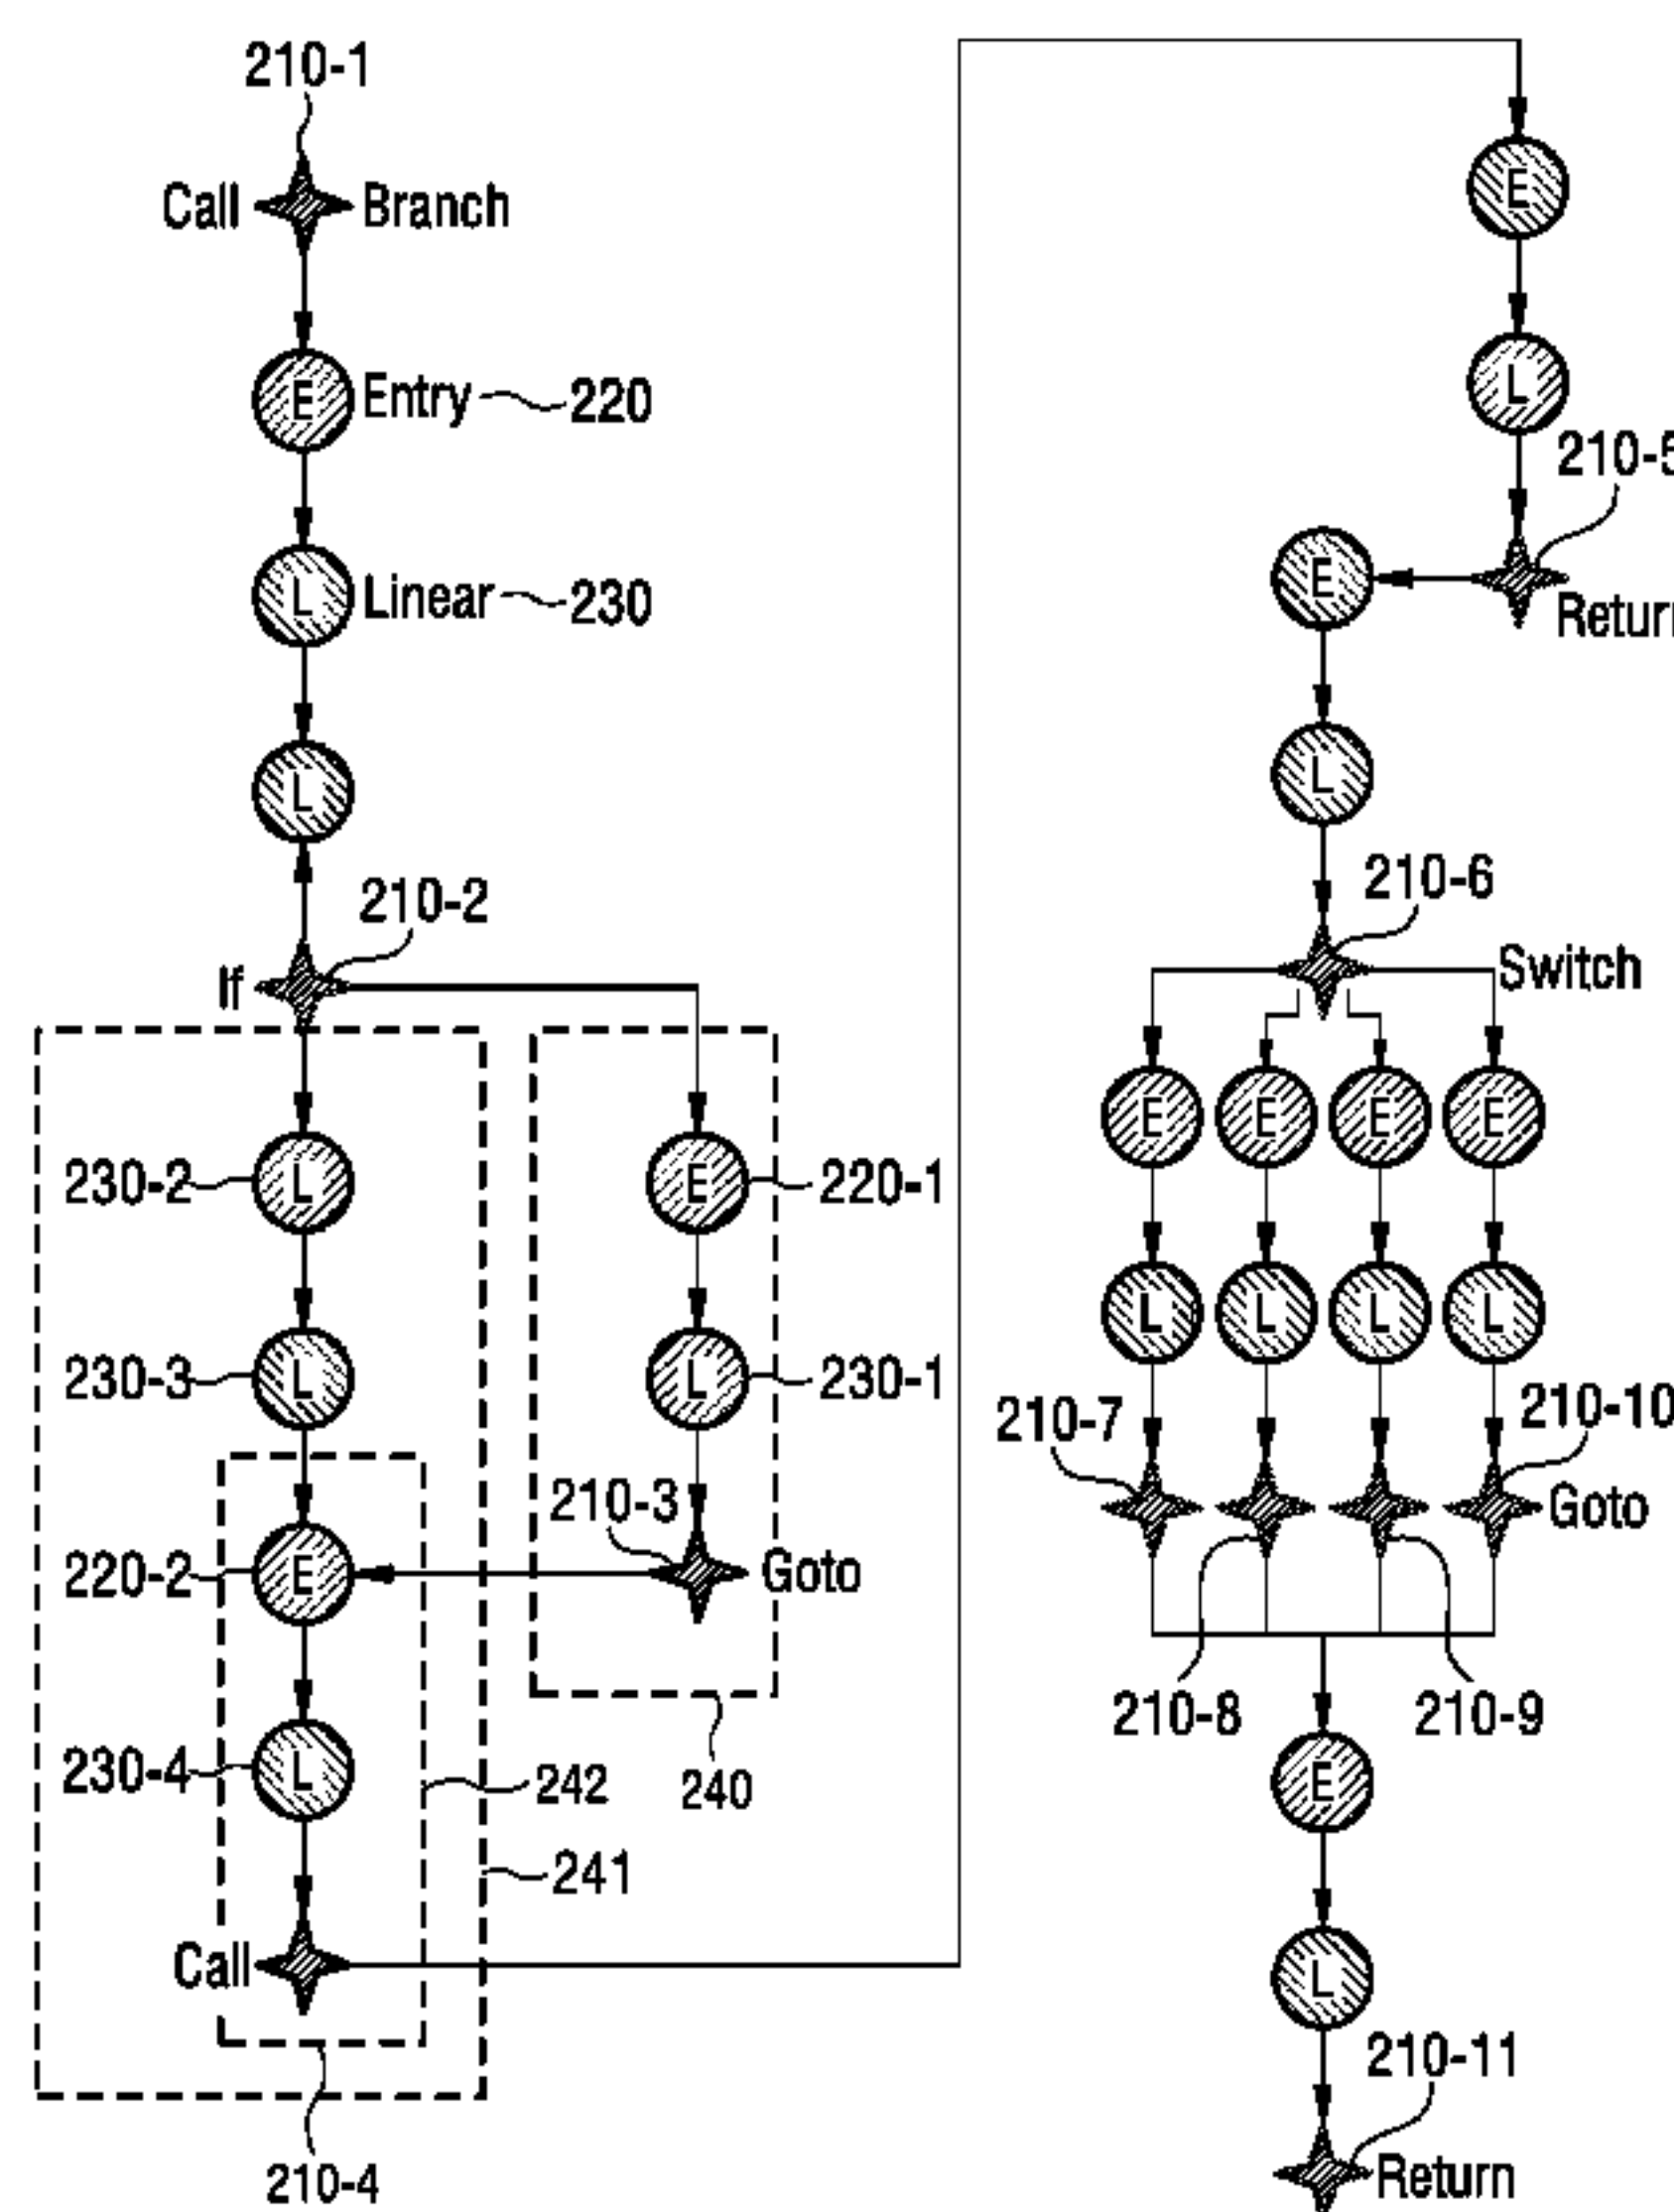 210-1
Call Branch
E Entry 220
L Linear 230
L
210-2
If
230-2 L
E 220-1
230-3 L
L 230-1
210-3
220-2 E
Goto
230-4 L
242
240
241
Call
210-4
E
L
210-5
E
Return
L
210-6
Switch
E E E E
L L L L
210-7
210-10
Goto
210-8
210-9
E
L
210-11
Return